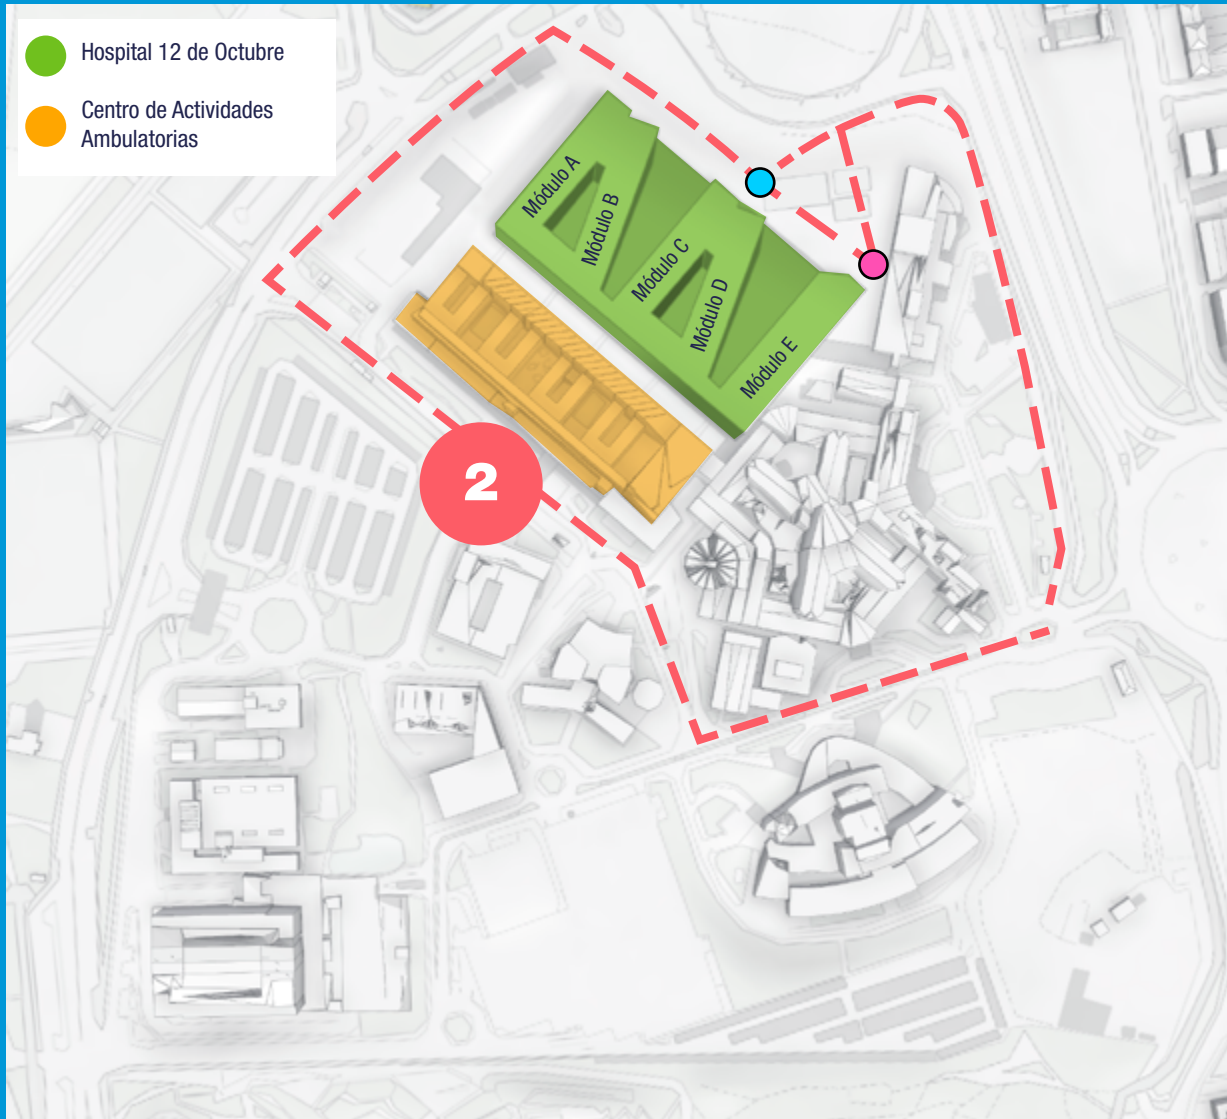 Hospital 12 de Octubre
Centro de Actividades
Ambulatorias
Módulo A
Módulo B
Módulo C
Módulo D
Módulo E
2